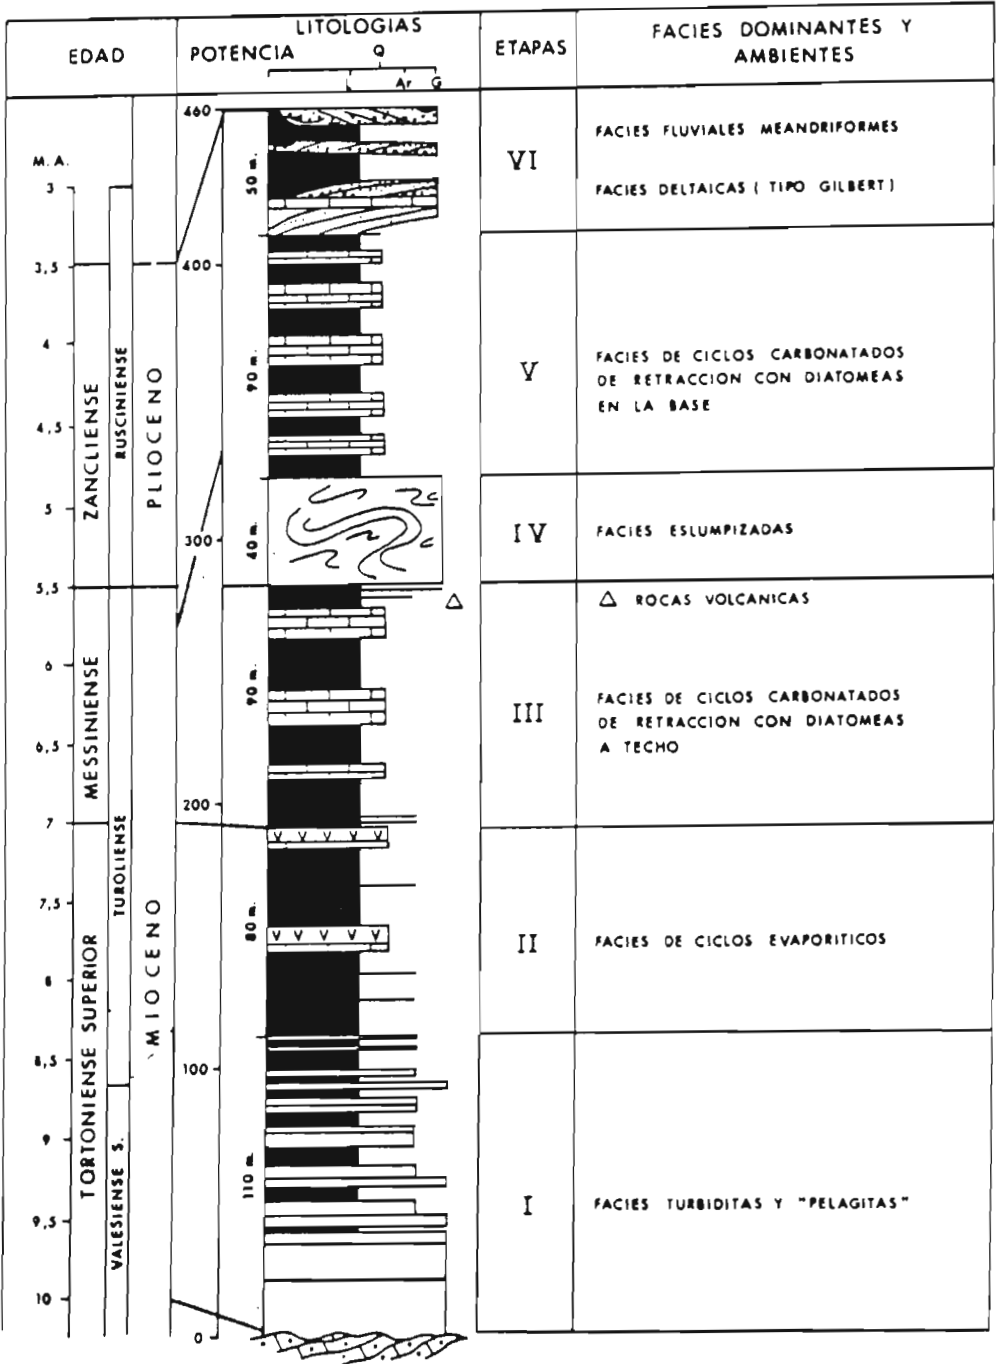 EDAD
POTENCIA
LITOLOGIAS
Q
L Ar G
ETAPAS
FACIES DOMINANTES Y
AMBIENTES
M.A.
3
3,5
4
4,5
5
5,5
6
6,5
7
7,5
8
8,5
9
9,5
10
ZANCLIENSE
MESSINIENSE
TORTONIENSE SUPERIOR
RUSCINIENSE
TUROLIENSE
VALESIENSE S.
PLIOCENO
MIOCENO
460
400
300
200
100
0
50 m.
90 m.
40 m.
90 m.
80 m.
110 m.
VI
FACIES FLUVIALES MEANDRIFORMES
FACIES DELTAICAS ( TIPO GILBERT)
V
FACIES DE CICLOS CARBONATADOS
DE RETRACCION CON DIATOMEAS
EN LA BASE
IV
FACIES ESLUMPIZADAS
III
△ ROCAS VOLCANICAS
FACIES DE CICLOS CARBONATADOS
DE RETRACCION CON DIATOMEAS
A TECHO
II
FACIES DE CICLOS EVAPORITICOS
I
FACIES TURBIDITAS Y "PELAGITAS"